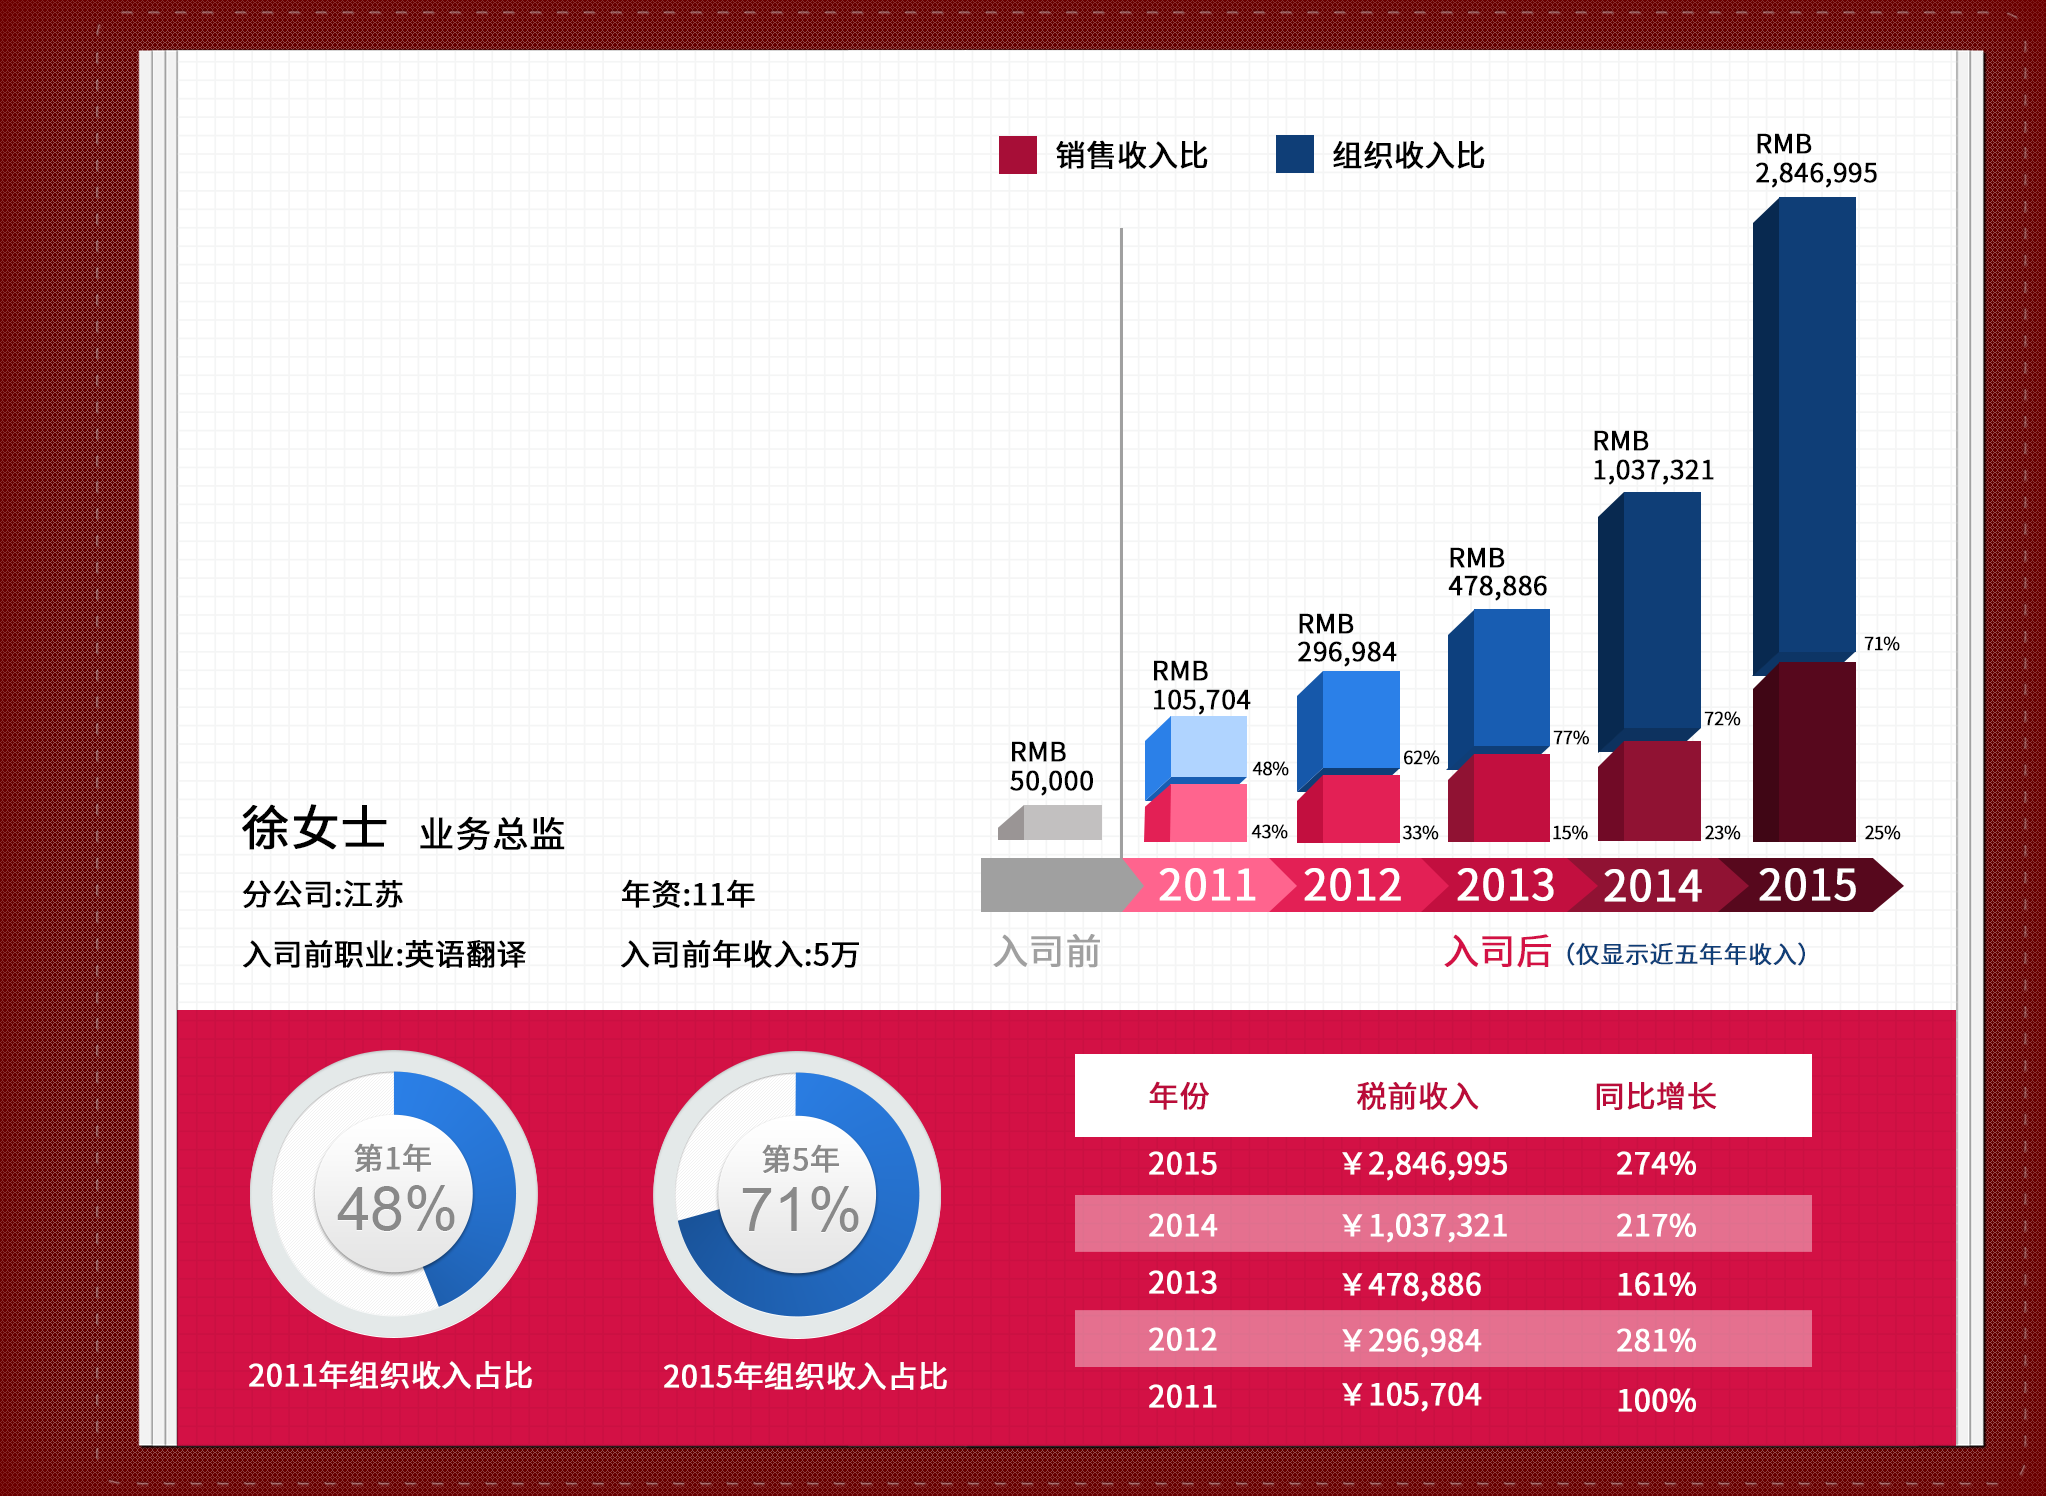 销售收入比
组织收入比
RMB
2,846,995
RMB
1,037,321
RMB
478,886
RMB
296,984
RMB
105,704
RMB
50,000
71%
72%
77%
62%
48%
43%
33%
15%
23%
25%
2011
2012
2013
2014
2015
入司前
入司后(仅显示近五年年收入)
徐女士 业务总监
分公司:江苏 年资:11年
入司前职业:英语翻译 入司前年收入:5万
第1年
48%
2011年组织收入占比
第5年
71%
2015年组织收入占比
年份 税前收入 同比增长
2015 ¥2,846,995 274%
2014 ¥1,037,321 217%
2013 ¥478,886 161%
2012 ¥296,984 281%
2011 ¥105,704 100%